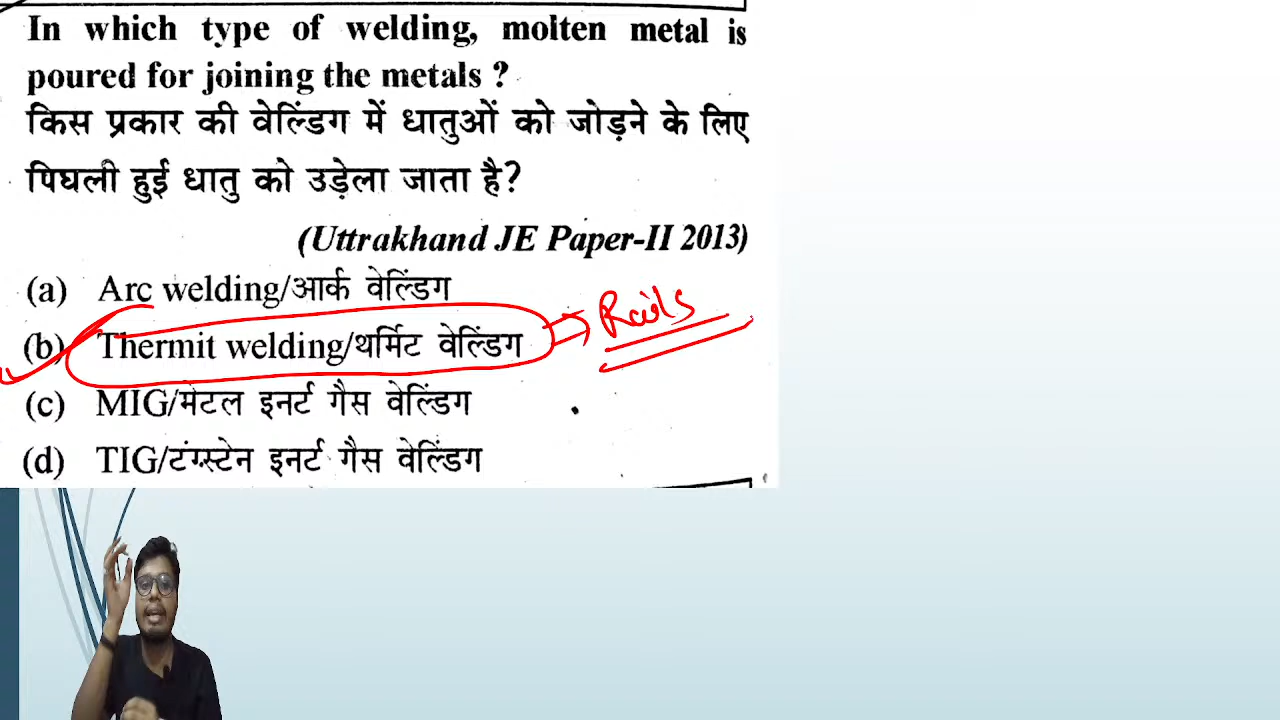 In which type of welding, molten metal is
poured for joining the metals ?
किस प्रकार की वेल्डिंग में धातुओं को जोड़ने के लिए
पिघली हुई धातु को उड़ेला जाता है?
(Uttrakhand JE Paper-II 2013)
(a) Arc welding/आर्क वेल्डिंग
(b) Thermit welding/थर्मिट वेल्डिंग Rails
(c) MIG/मेटल इनर्ट गैस वेल्डिंग
(d) TIG/टंग्स्टेन इनर्ट गैस वेल्डिंग